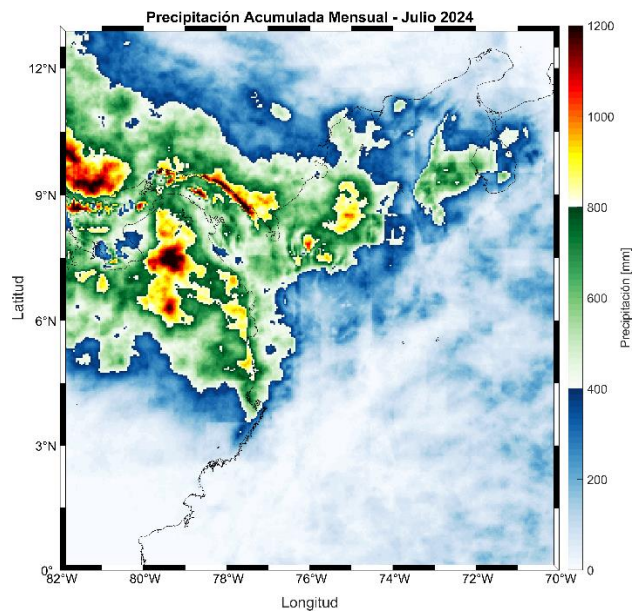 Precipitación Acumulada Mensual - Julio 2024
12°N
9°N
6°N
3°N
0°
82°W
80°W
78°W
76°W
74°W
72°W
70°W
Latitud
Longitud
1200
1000
800
600
400
200
0
Precipitación [mm]